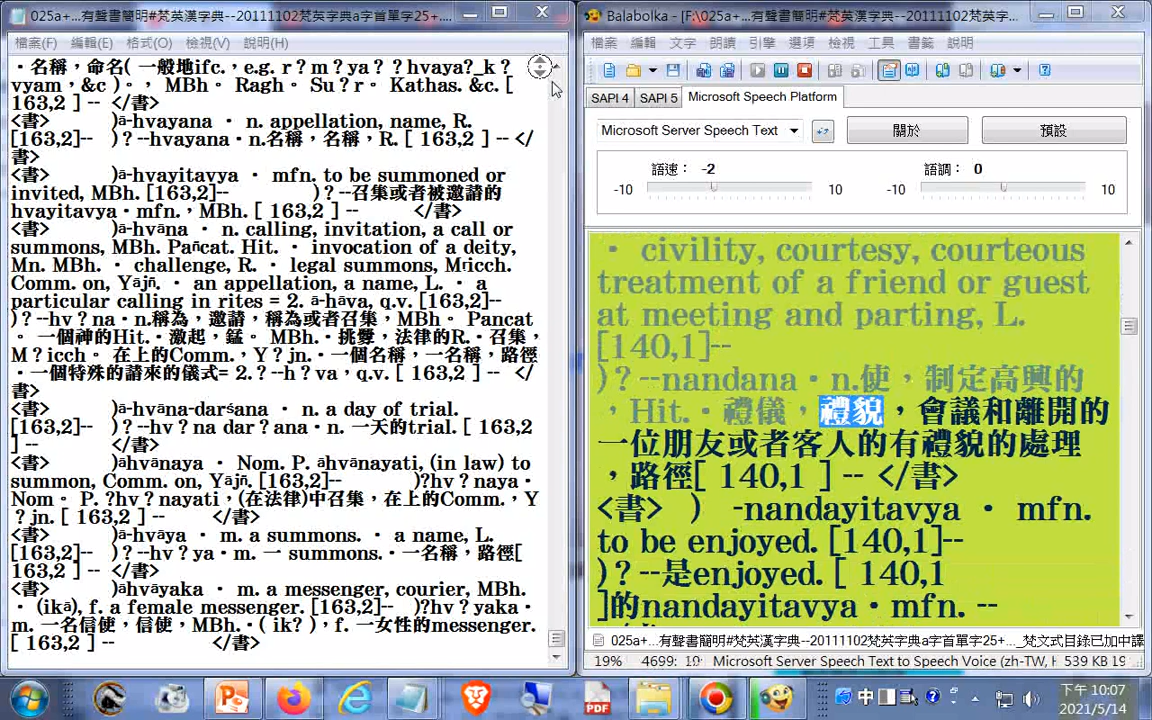 025a+...有聲書簡明#梵英漢字典--20111102梵英字典a字首單字25+...
檔案(F) 編輯(E) 格式(O) 檢視(V) 說明(H)
‧名稱，命名( 一般地ifc.，e.g. r？m？ya？？hvaya?_k？
vyam，&c )。， MBh。Ragh。Su？r。Kathas. &c. [
163,2 ] -- </書>
<書> )ā-hvayana ‧ n. appellation, name, R.
[163,2]-- )？--hvayana‧n.名稱，名稱，R. [ 163,2 ] -- </
書>
<書> )ā-hvayitavya ‧ mfn. to be summoned or
invited, MBh. [163,2]-- )？--召集或者被邀請的
hvayitavya‧mfn.，MBh. [ 163,2 ] -- </書>
<書> )ā-hvāna ‧ n. calling, invitation, a call or
summons, MBh. Pañcat. Hit. ‧ invocation of a deity,
Mn. MBh. ‧ challenge, R. ‧ legal summons, Mṛicch.
Comm. on, Yājñ. ‧ an appellation, a name, L. ‧ a
particular calling in rites = 2. ā-hāva, q.v. [163,2]--
)？--hv？na‧n.稱為，邀請，稱為或者召集，MBh。Pancat
。一個神的Hit.‧激起，錳。 MBh.‧挑釁，法律的R.‧召集，
M？icch。 在上的Comm.，Y？jn.‧一個名稱，一名稱，路徑
‧一個特殊的請來的儀式= 2.？--h？va，q.v. [ 163,2 ] -- </
書>
<書> )ā-hvāna-darśana ‧ n. a day of trial.
[163,2]-- )？--hv？na dar？ana‧n. 一天的trial. [ 163,2
] -- </書>
<書> )āhvānaya ‧ Nom. P. āhvānayati, (in law) to
summon, Comm. on, Yājñ. [163,2]-- )?hv？naya‧
Nom。 P. ?hv？nayati，(在法律)中召集，在上的Comm.，Y
？jn. [ 163,2 ] -- </書>
<書> )ā-hvāya ‧ m. a summons. ‧ a name, L.
[163,2]-- )？--hv？ya‧m. 一 summons.‧一名稱，路徑[
163,2 ] -- </書>
<書> )āhvāyaka ‧ m. a messenger, courier, MBh.
‧ (ikā), f. a female messenger. [163,2]-- )?hv？yaka‧
m. 一名信使，信使，MBh.‧( ik？)，f. 一女性的messenger.
[ 163,2 ] -- </書>
Balabolka - [F:\025a+...有聲書簡明#梵英漢字典--20111102梵英字...
檔案 編輯 文字 朗讀 引擎 選項 檢視 工具 書籤 說明
SAPI 4 SAPI 5 Microsoft Speech Platform
Microsoft Server Speech Text 關於 預設
語速： -2 語調： 0
-10 10 -10 10
‧ civility, courtesy, courteous
treatment of a friend or guest
at meeting and parting, L.
[140,1]--
)？--nandana‧n.使，制定高興的
，Hit.‧禮儀，禮貌，會議和離開的
一位朋友或者客人的有禮貌的處理
，路徑[ 140,1 ] -- </書>
<書> ) -nandayitavya ‧ mfn.
to be enjoyed. [140,1]--
)？--是enjoyed. [ 140,1
]的nandayitavya‧mfn. --
025a+...有聲書簡明#梵英漢字典--20111102梵英字典a字首單字25+..._梵文式目錄已加中譯
19% 4699: 19 Microsoft Server Speech Text to Speech Voice (zh-TW, H 539 KB 19
中
PDF
下午 10:07
2021/5/14